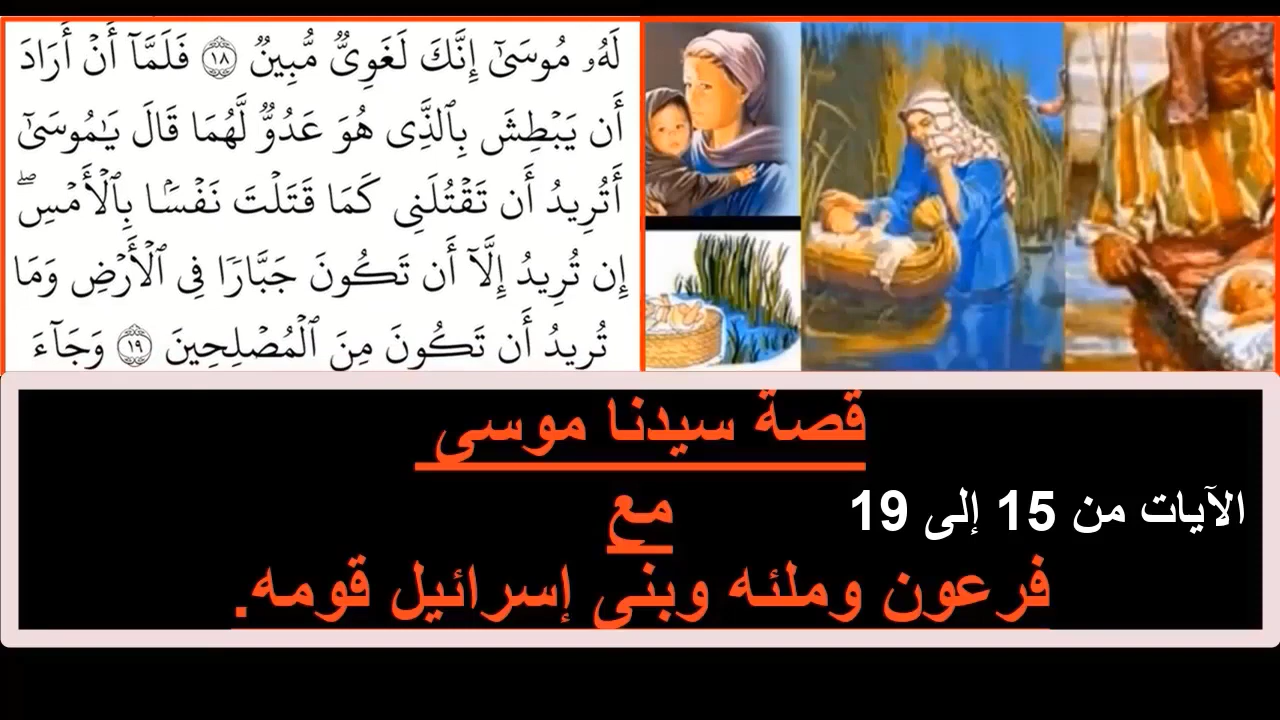 لَهُۥ مُوسَىٰٓ إِنَّكَ لَغَوِىٌّ مُّبِينٌ ١٨ فَلَمَّآ أَنْ أَرَادَ
أَن يَبْطِشَ بِٱلَّذِى هُوَ عَدُوٌّ لَّهُمَا قَالَ يَٰمُوسَىٰٓ
أَتُرِيدُ أَن تَقْتُلَنِى كَمَا قَتَلْتَ نَفْسًۢا بِٱلْأَمْسِ ۖ
إِن تُرِيدُ إِلَّآ أَن تَكُونَ جَبَّارًا فِى ٱلْأَرْضِ وَمَا
تُرِيدُ أَن تَكُونَ مِنَ ٱلْمُصْلِحِينَ ١٩ وَجَآءَ
قصة سيدنا موسى
مع
الآيات من 15 إلى 19
فرعون وملئه وبني إسرائيل قومه.